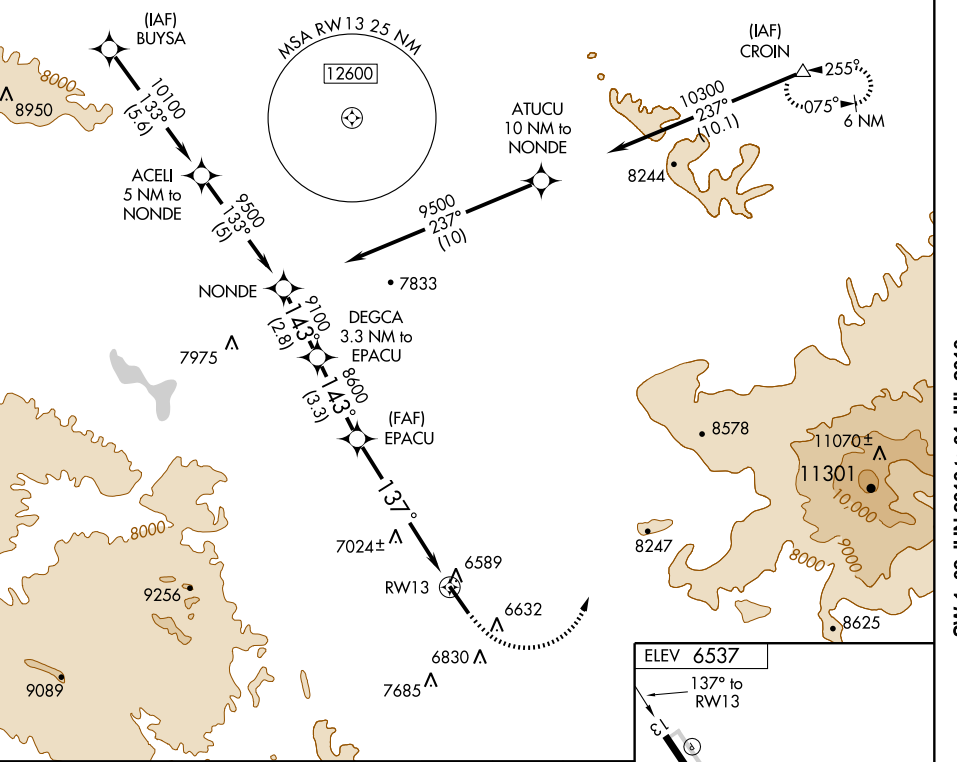 (IAF)
BUYSA
MSA RW13 25 NM
12600
(IAF)
CROIN
8000
8950
10100
133°
(5.6)
10300
237°
(10.1)
255°
075°
6 NM
ATUCU
10 NM to
NONDE
8244
ACELI
5 NM to
NONDE
9500
133°
(5)
9500
237°
(10)
7833
NONDE
9100
143°
(2.8)
DEGCA
3.3 NM to
EPACU
7975
8600
143°
(3.3)
(FAF)
EPACU
8578
11070±
11301
10,000
9000
8000
137°
8000
7024±
8247
6589
RW13
9256
6632
8625
6830
7685
9089
ELEV 6537
137° to
RW13
13
P